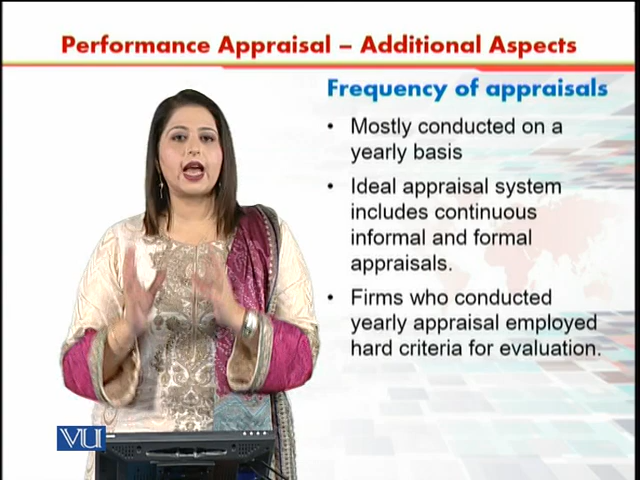 Performance Appraisal – Additional Aspects
Frequency of appraisals
• Mostly conducted on a
yearly basis
• Ideal appraisal system
includes continuous
informal and formal
appraisals.
• Firms who conducted
yearly appraisal employed
hard criteria for evaluation.
VU